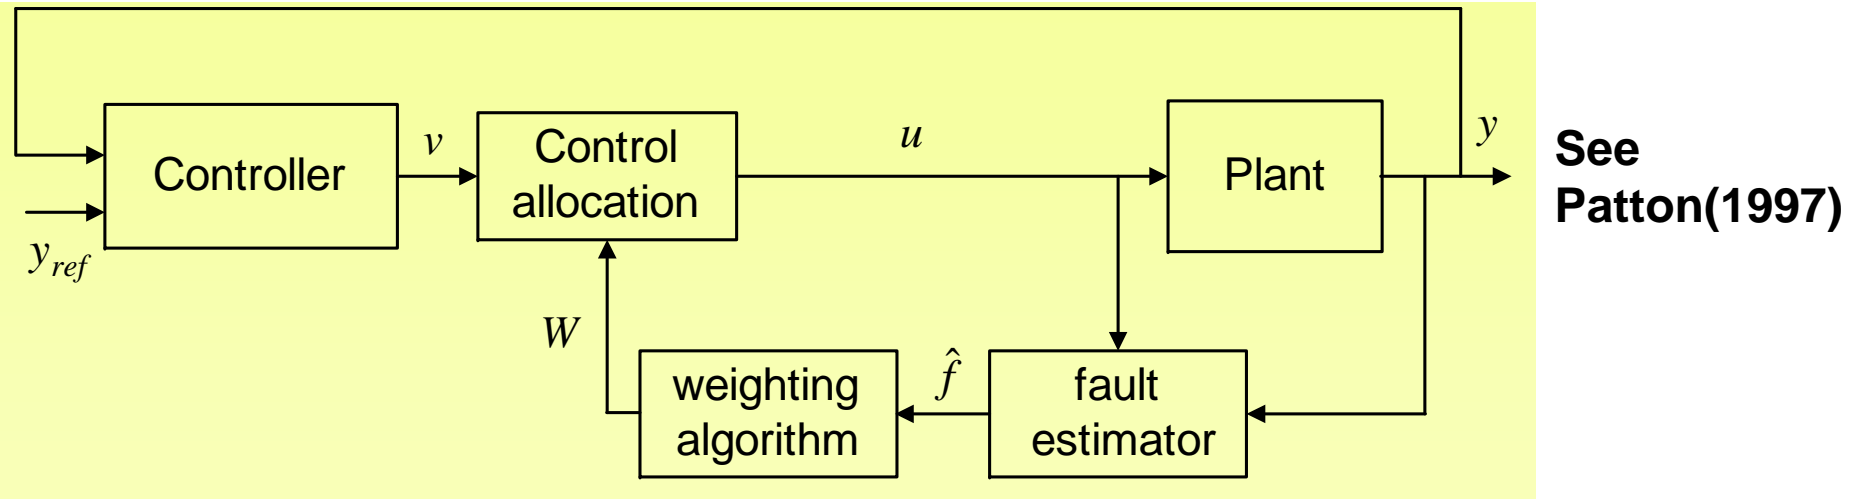 Controller
v
Control
allocation
u
Plant
y
See
Patton(1997)
y_ref
W
weighting
algorithm
f̂
fault
estimator